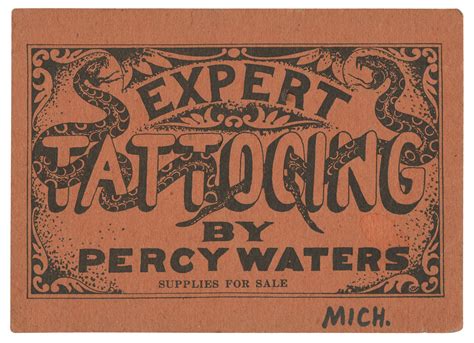 EXPERT
TATTOOING
BY
PERCY WATERS
SUPPLIES FOR SALE
MICH.